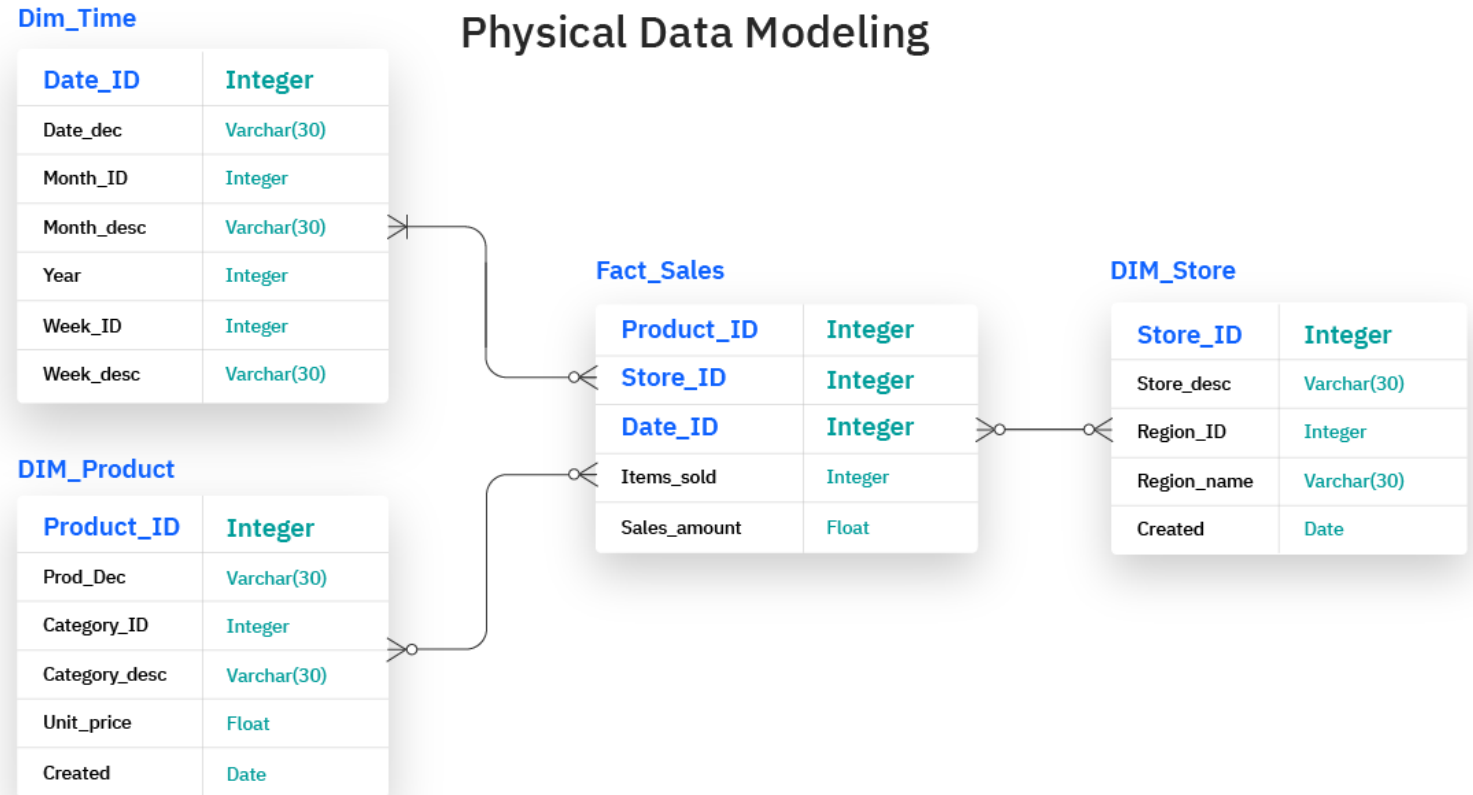 Physical Data Modeling
Dim_Time
Date_ID Integer
Date_dec Varchar(30)
Month_ID Integer
Month_desc Varchar(30)
Year Integer
Week_ID Integer
Week_desc Varchar(30)
DIM_Product
Product_ID Integer
Prod_Dec Varchar(30)
Category_ID Integer
Category_desc Varchar(30)
Unit_price Float
Created Date
Fact_Sales
Product_ID Integer
Store_ID Integer
Date_ID Integer
Items_sold Integer
Sales_amount Float
DIM_Store
Store_ID Integer
Store_desc Varchar(30)
Region_ID Integer
Region_name Varchar(30)
Created Date